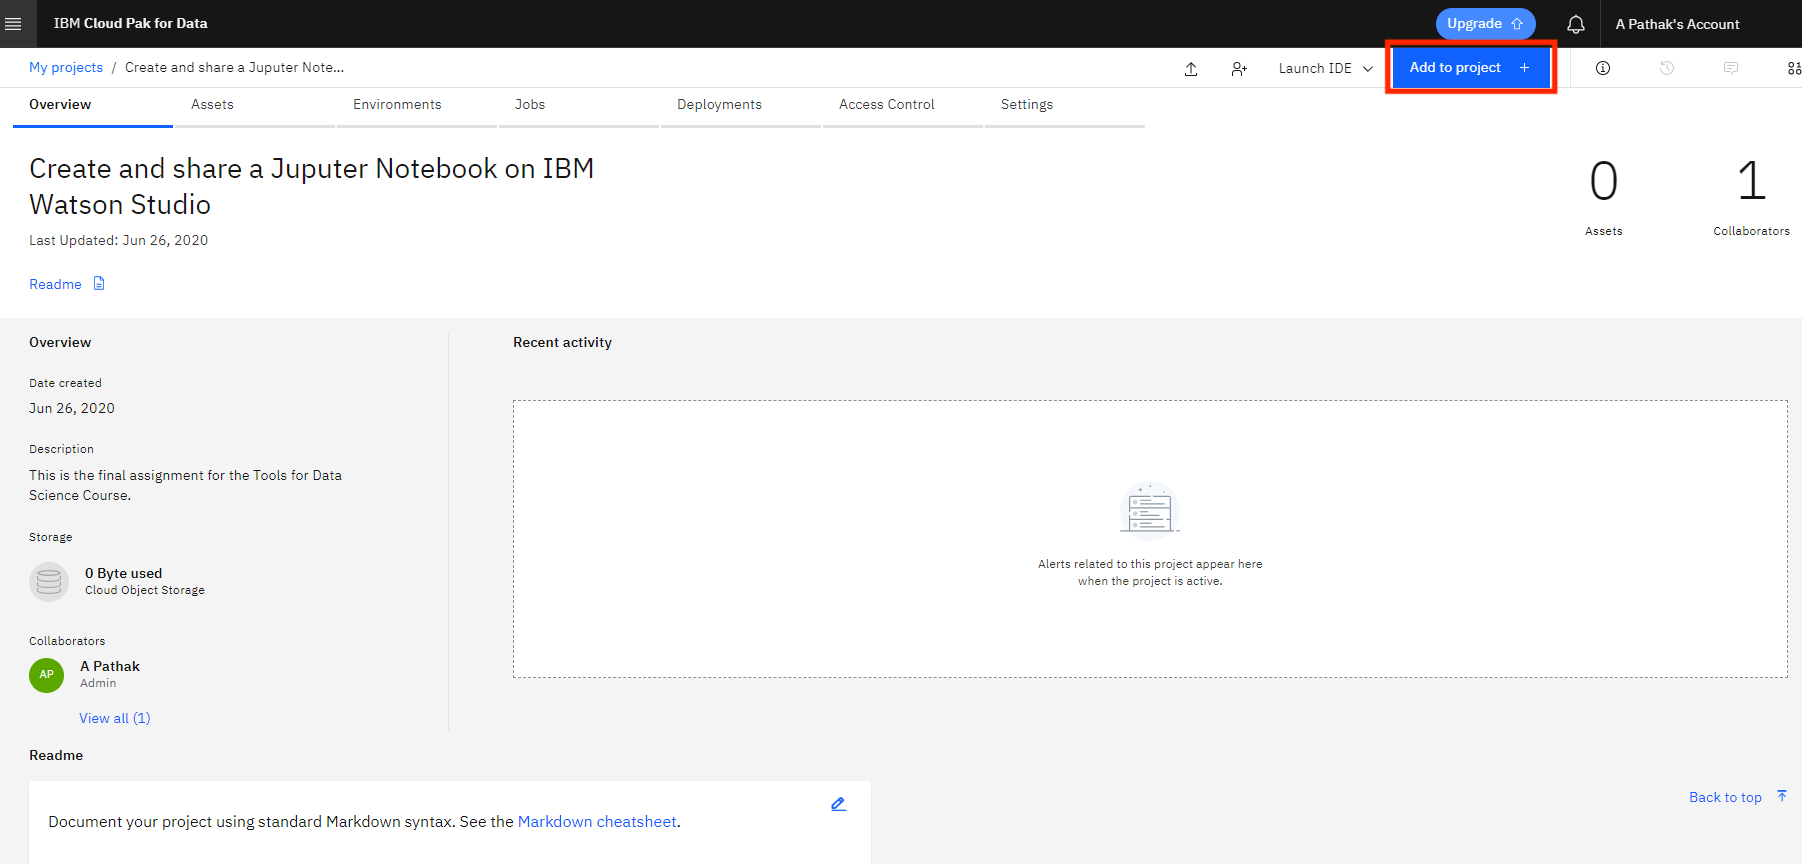 IBM Cloud Pak for Data
Upgrade
A Pathak's Account
My projects / Create and share a Juputer Note...
Launch IDE
Add to project +
Overview
Assets
Environments
Jobs
Deployments
Access Control
Settings
Create and share a Juputer Notebook on IBM
Watson Studio
Last Updated: Jun 26, 2020
Readme
0
Assets
1
Collaborators
Overview
Date created
Jun 26, 2020
Description
This is the final assignment for the Tools for Data
Science Course.
Storage
0 Byte used
Cloud Object Storage
Collaborators
AP
A Pathak
Admin
View all (1)
Recent activity
Alerts related to this project appear here
when the project is active.
Readme
Document your project using standard Markdown syntax. See the Markdown cheatsheet.
Back to top